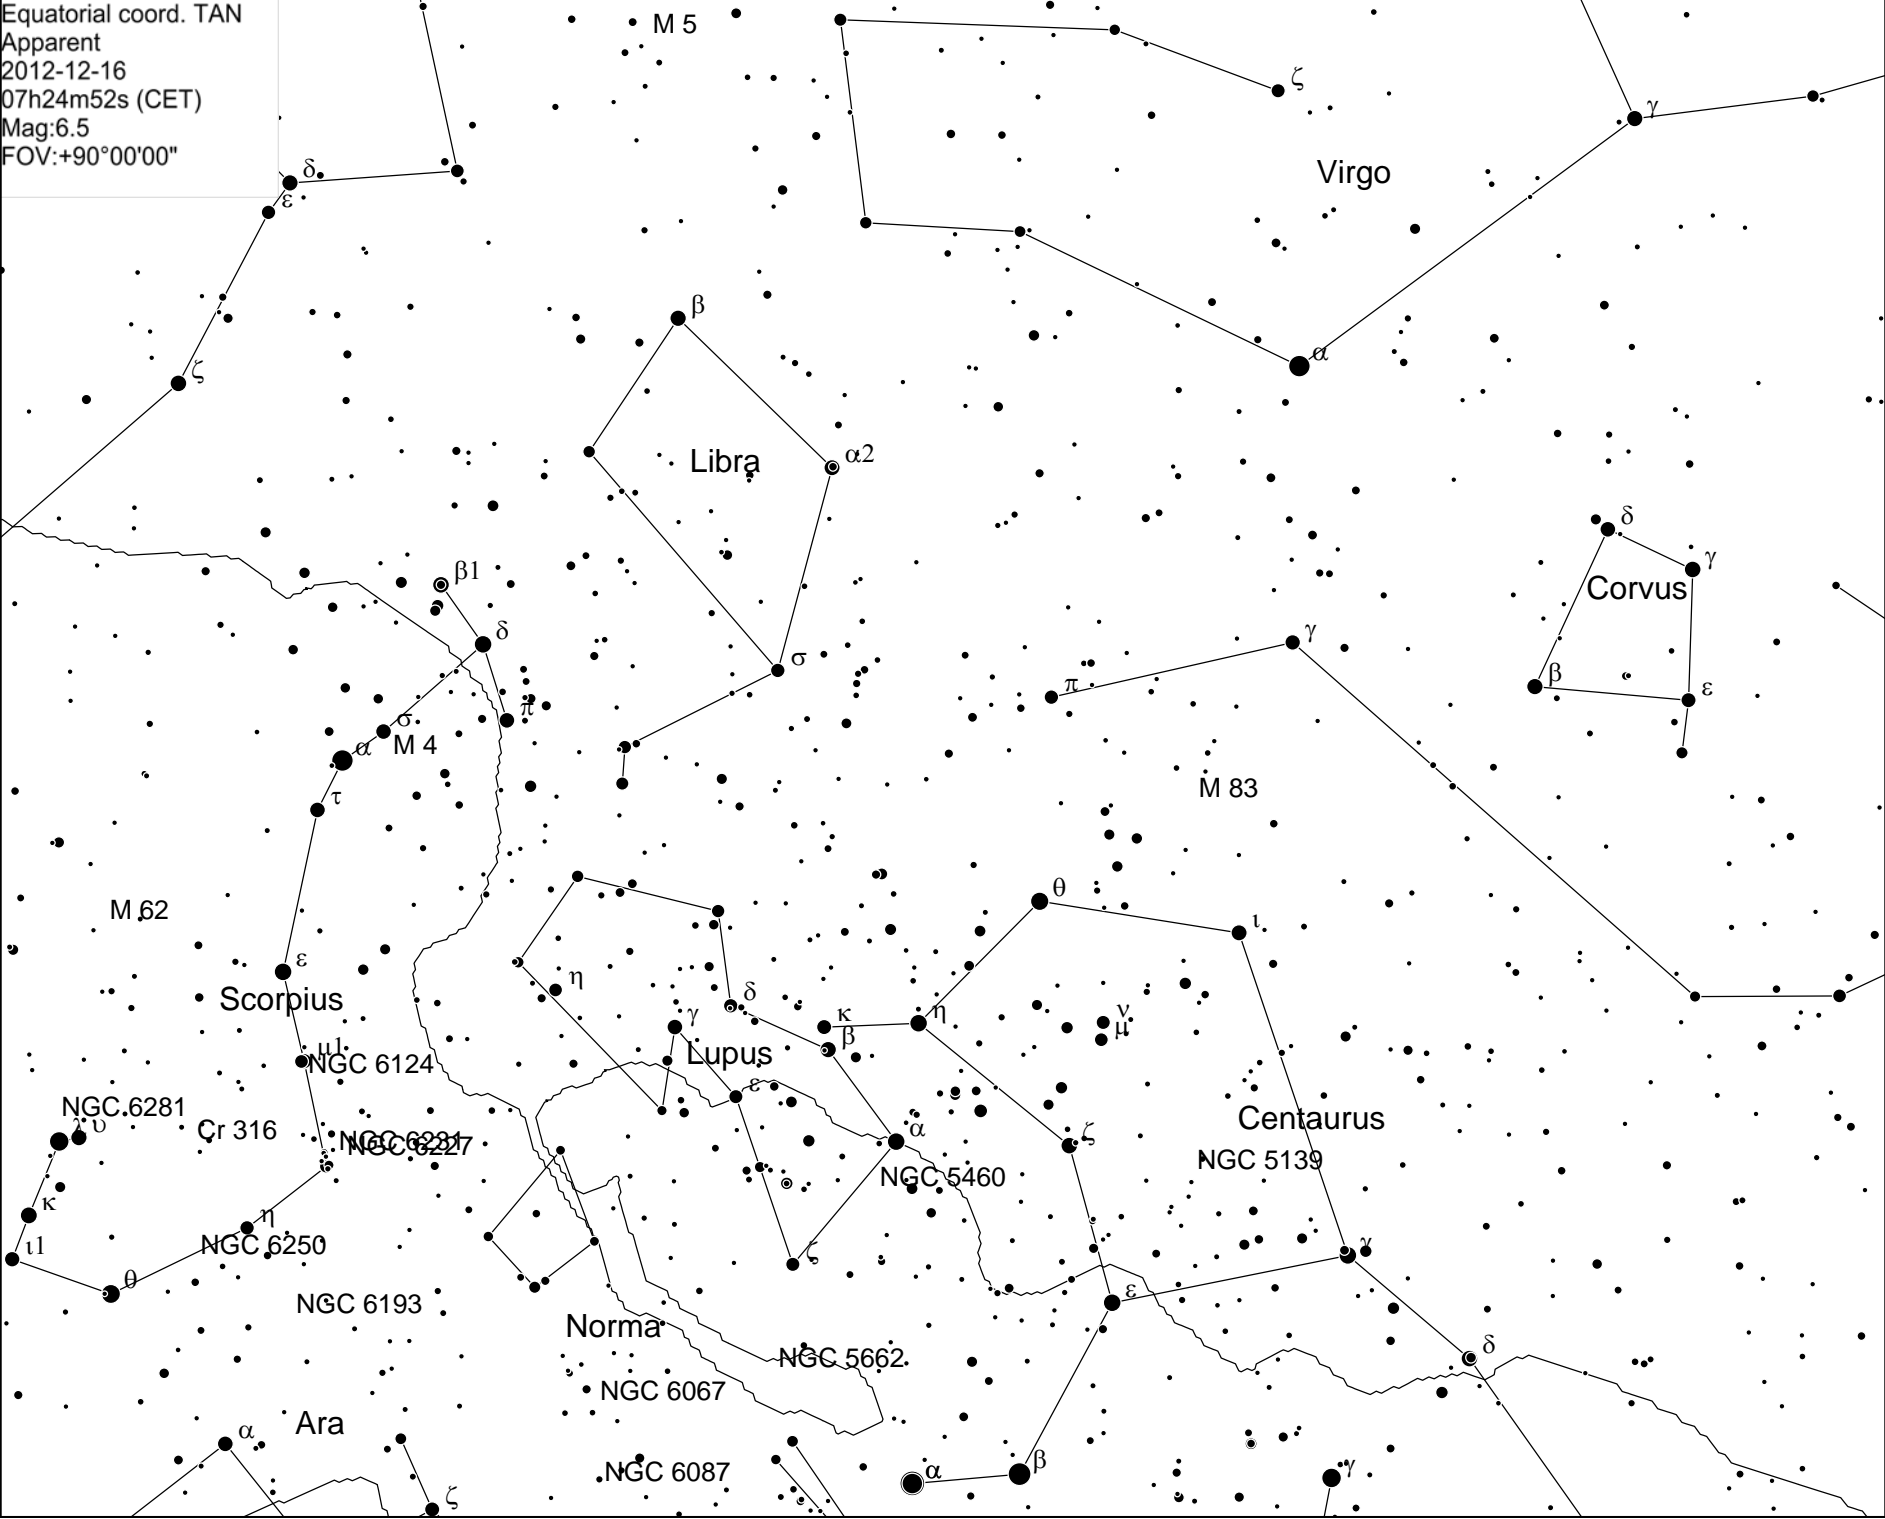 Equatorial coord. TAN
Apparent
2012-12-16
07h24m52s (CET)
Mag:6.5
FOV:+90°00'00"
M 5
ζ
γ
Virgo
δ
ε
β
α
ζ
Libra
α2
δ
γ
Corvus
β1
δ
γ
σ
π
β
ε
π
σ
α
M 4
M 83
τ
θ
M 62
ι
ε
η
Scorpius
δ
γ
κ
η
ν
μ
β
Lupus
μ1
NGC 6124
ε
NGC 6281
λ
υ
Cr 316
Centaurus
α
ζ
NGC 6231
NGC 6227
NGC 5139
NGC 5460
κ
η
ι1
NGC 6250
ζ
γ
θ
ε
NGC 6193
Norma
δ
NGC 5662
NGC 6067
Ara
α
β
NGC 6087
α
γ
ζ